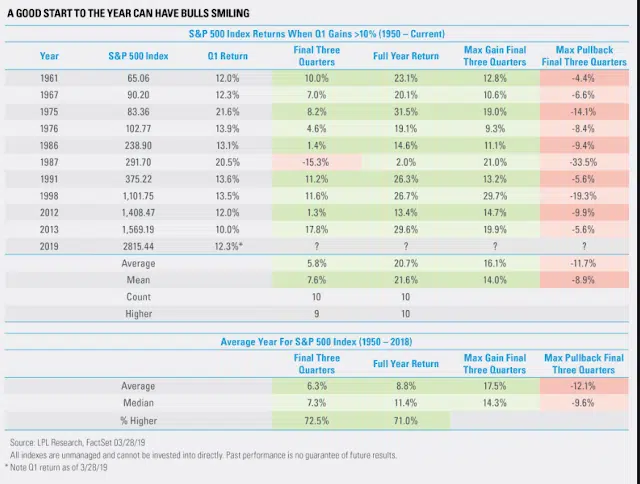 A GOOD START TO THE YEAR CAN HAVE BULLS SMILING
S&P 500 Index Returns When Q1 Gains >10% (1950 – Current)
Year S&P 500 Index Q1 Return Final Three Quarters Full Year Return Max Gain Final Three Quarters Max Pullback Final Three Quarters
1961 65.06 12.0% 10.0% 23.1% 12.8% -4.4%
1967 90.20 12.3% 7.0% 20.1% 10.6% -6.6%
1975 83.36 21.6% 8.2% 31.5% 19.0% -14.1%
1976 102.77 13.9% 4.6% 19.1% 9.3% -8.4%
1986 238.90 13.1% 1.4% 14.6% 11.1% -9.4%
1987 291.70 20.5% -15.3% 2.0% 21.0% -33.5%
1991 375.22 13.6% 11.2% 26.3% 13.2% -5.6%
1998 1,101.75 13.5% 11.6% 26.7% 29.7% -19.3%
2012 1,408.47 12.0% 1.3% 13.4% 14.7% -9.9%
2013 1,569.19 10.0% 17.8% 29.6% 19.9% -5.6%
2019 2815.44 12.3%* ? ? ? ?
Average 5.8% 20.7% 16.1% -11.7%
Mean 7.6% 21.6% 14.0% -8.9%
Count 10 10
Higher 9 10
Average Year For S&P 500 Index (1950 – 2018)
Final Three Quarters Full Year Return Max Gain Final Three Quarters Max Pullback Final Three Quarters
Average 6.3% 8.8% 17.5% -12.1%
Median 7.3% 11.4% 14.3% -9.6%
% Higher 72.5% 71.0%
Source: LPL Research, FactSet 03/28/19
All indexes are unmanaged and cannot be invested into directly. Past performance is no guarantee of future results.
* Note Q1 return as of 3/28/19